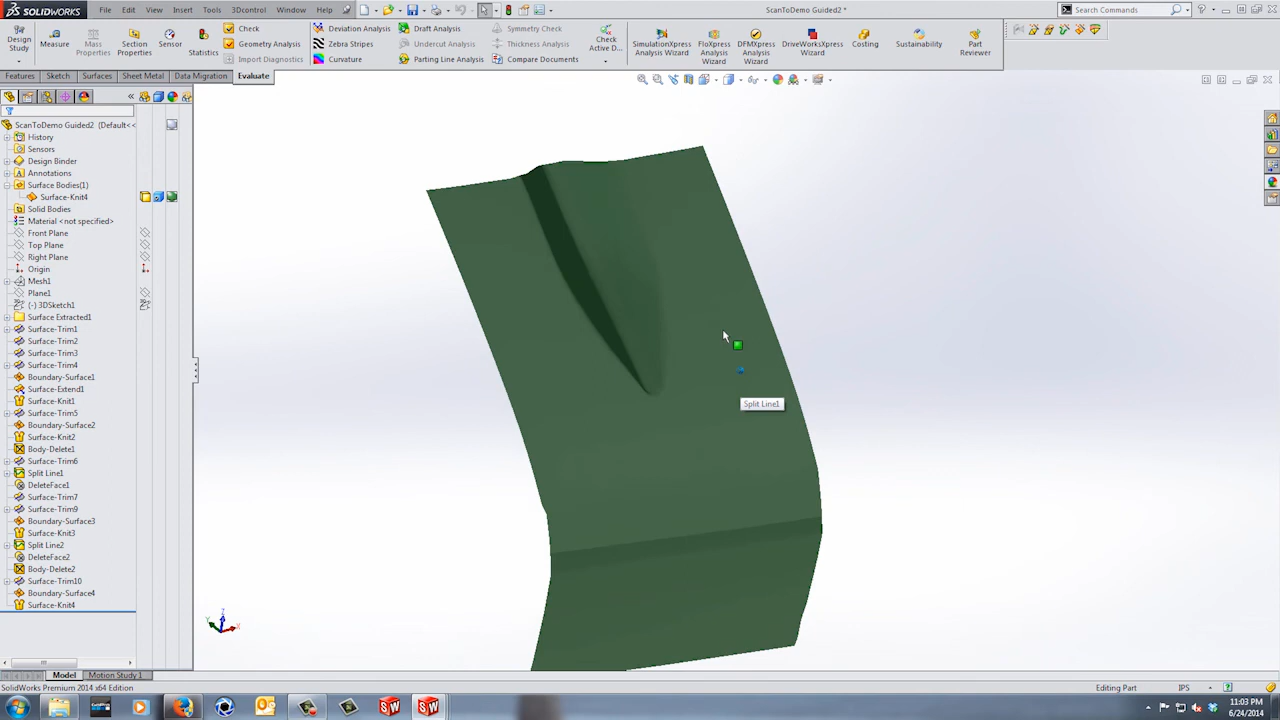 SOLIDWORKS File Edit View Insert Tools 3Dcontrol Window Help ScanToDemo Guided2 * Search Commands
Design Study Measure Mass Properties Section Properties Sensor Statistics
Check
Geometry Analysis
Import Diagnostics
Deviation Analysis
Zebra Stripes
Curvature
Draft Analysis
Undercut Analysis
Parting Line Analysis
Symmetry Check
Thickness Analysis
Compare Documents
Check Active D...
SimulationXpress Analysis Wizard
FloXpress Analysis Wizard
DFMXpress Analysis Wizard
DriveWorksXpress Wizard
Costing
Sustainability
Part Reviewer
Features Sketch Surfaces Sheet Metal Data Migration Evaluate
ScanToDemo Guided2 (Default<<
History
Sensors
Design Binder
Annotations
Surface Bodies(1)
Surface-Knit4
Solid Bodies
Material <not specified>
Front Plane
Top Plane
Right Plane
Origin
Mesh1
Plane1
(-) 3DSketch1
Surface Extracted1
Surface-Trim1
Surface-Trim2
Surface-Trim3
Surface-Trim4
Boundary-Surface1
Surface-Extend1
Surface-Knit1
Surface-Trim5
Boundary-Surface2
Surface-Knit2
Body-Delete1
Surface-Trim6
Split Line1
DeleteFace1
Surface-Trim7
Surface-Trim9
Boundary-Surface3
Surface-Knit3
Split Line2
DeleteFace2
Body-Delete2
Surface-Trim10
Boundary-Surface4
Surface-Knit4
Split Line1
Z
X
Model Motion Study 1
SolidWorks Premium 2014 x64 Edition Editing Part IPS
11:03 PM
6/24/2014